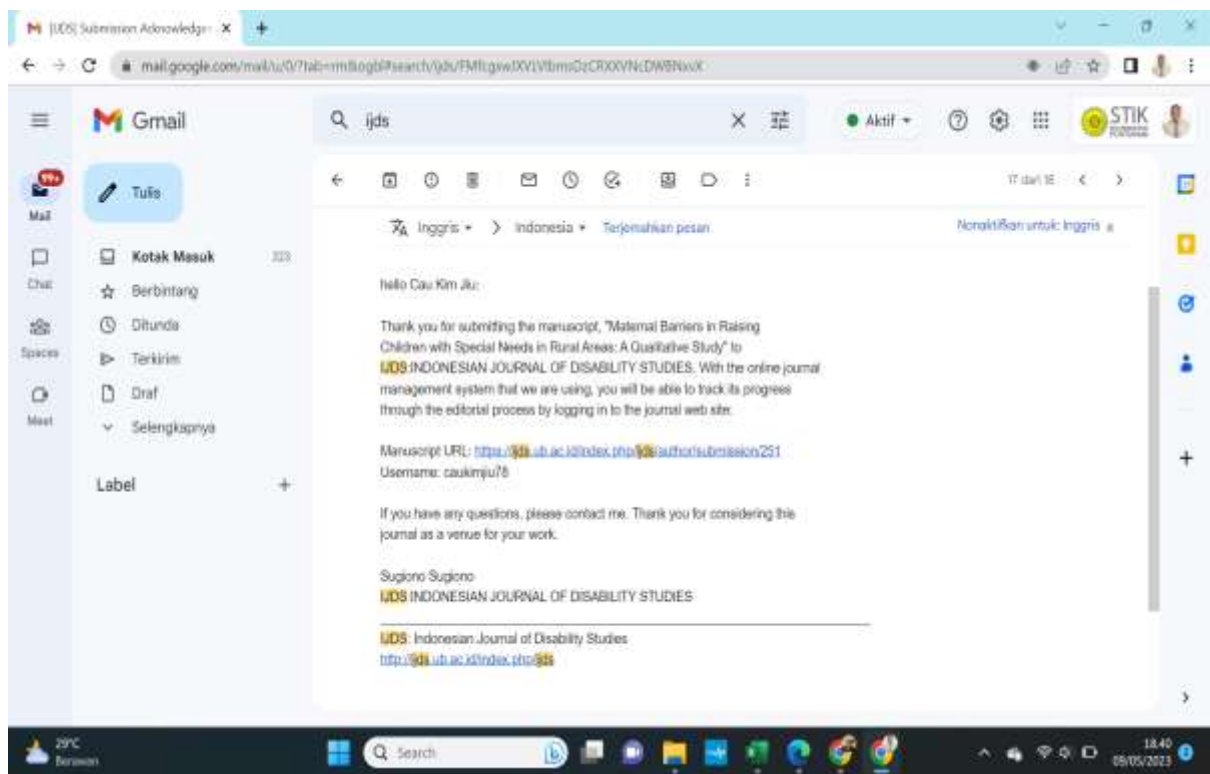 [IJDS] Submission Acknowledge
mail.google.com/mail/u/0/?tab=rm&ogbl#search/ijds/
Gmail
ijds
Aktif
STIK
99+
Mail
Tulis
17 dari 18
Inggris
Indonesia
Terjemahkan pesan
Nonaktifkan untuk: Inggris
Chat
Spaces
Meet
Kotak Masuk 323
Berbintang
Ditunda
Terkirim
Draf
Selengkapnya
Label
hello Cau Kim Jiu:
Thank you for submitting the manuscript, "Maternal Barriers in Raising
Children with Special Needs in Rural Areas: A Qualitative Study" to
IJDS:INDONESIAN JOURNAL OF DISABILITY STUDIES. With the online journal
management system that we are using, you will be able to track its progress
through the editorial process by logging in to the journal web site:
Manuscript URL: https://ijds.ub.ac.id/index.php/ijds/author/submission/251
Username: caukimjiu78
If you have any questions, please contact me. Thank you for considering this
journal as a venue for your work.
Sugiono Sugiono
IJDS:INDONESIAN JOURNAL OF DISABILITY STUDIES
IJDS: Indonesian Journal of Disability Studies
http://ijds.ub.ac.id/index.php/ijds
29°C
Berawan
Search
18.40
09/05/2023